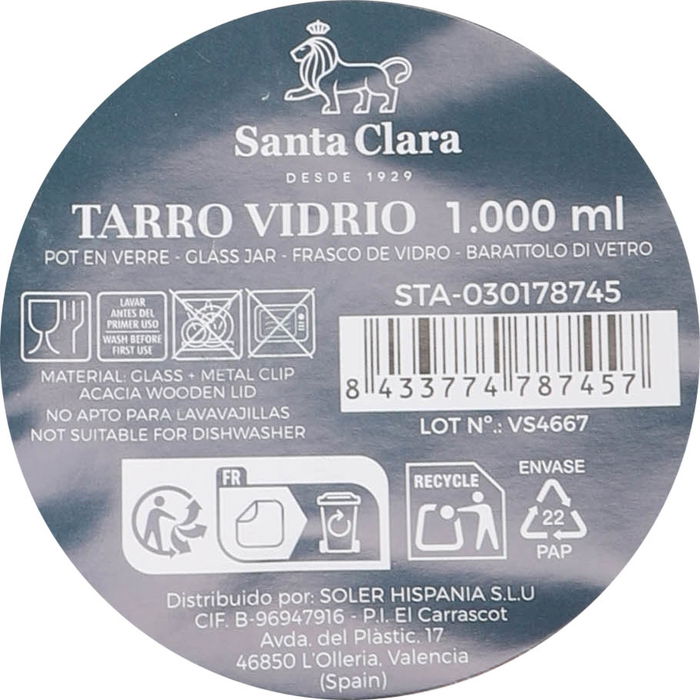 Santa Clara
DESDE 1929
TARRO VIDRIO 1.000 ml
POT EN VERRE - GLASS JAR - FRASCO DE VIDRO - BARATTOLO DI VETRO
LAVAR
ANTES DEL
PRIMER USO
WASH BEFORE
FIRST USE
MATERIAL: GLASS + METAL CLIP
ACACIA WOODEN LID
NO APTO PARA LAVAVAJILLAS
NOT SUITABLE FOR DISHWASHER
STA-030178745
8 433774 787457
LOT Nº.: VS4667
FR
RECYCLE
ENVASE
22
PAP
Distribuido por: SOLER HISPANIA S.L.U
CIF. B-96947916 - P.I. El Carrascot
Avda. del Plàstic. 17
46850 L'Olleria, Valencia
(Spain)